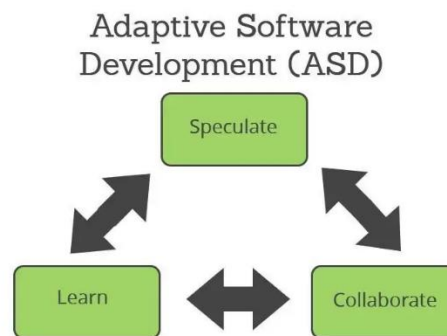 Adaptive Software
Development (ASD)
Speculate
Learn
Collaborate